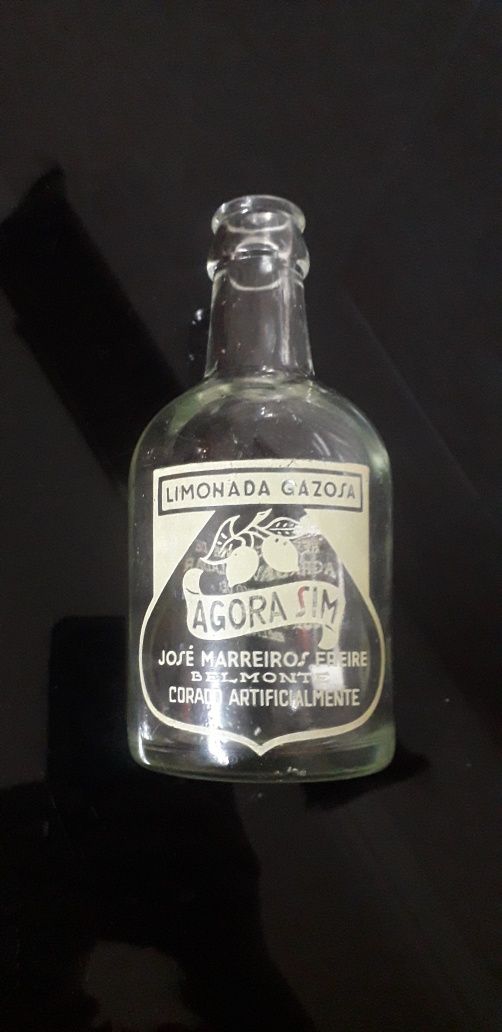 LIMONADA GAZOSA
AGORA SIM
JOSÉ MARREIROS FREIRE
BELMONTE
CORADO ARTIFICIALMENTE